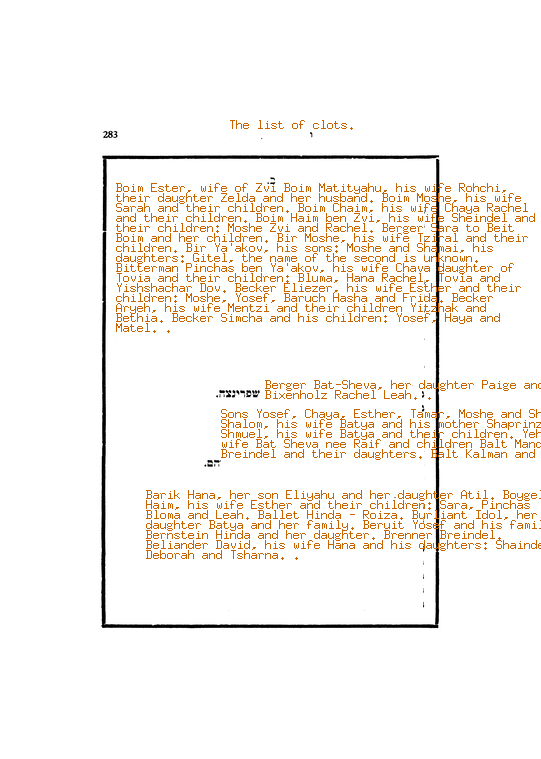 The list of clots.
283
ב.
Boim Ester, wife of Zvi Boim Matityahu, his wife Rohchi,
their daughter Zelda and her husband. Boim Moshe, his wife
Sarah and their children. Boim Chaim, his wife Chaya Rachel
and their children. Boim Haim ben Zvi, his wife Sheindel and
their children: Moshe Zvi and Rachel. Berger Sara to Beit
Boim and her children. Bir Moshe, his wife Tziral and their
children. Bir Ya'akov, his sons: Moshe and Shamai, his
daughters: Gitel, the name of the second is unknown.
Bitterman Pinchas ben Ya'akov, his wife Chava daughter of
Tovia and their children: Bluma, Hana Rachel, Tovia and
Yishshachar Dov. Becker Eliezer, his wife Esther and their
children: Moshe, Yosef, Baruch Hasha and Frida. Becker
Aryeh, his wife Mentzi and their children Yitzhak and
Bethia. Becker Simcha and his children: Yosef, Haya and
Matel. .
Berger Bat-Sheva, her daughter Paige and
Bixenholz Rachel Leah. .
שפרינצה.
Sons Yosef, Chaya, Esther, Tamar, Moshe and Sh
Shalom, his wife Batya and his mother Shaprinz
Shmuel, his wife Batya and their children. Yeh
wife Bat Sheva nee Raif and children Balt Mano
Breindel and their daughters. Balt Kalman and
הם.
Barik Hana, her son Eliyahu and her daughter Atil. Boygel
Haim, his wife Esther and their children: Sara, Pinchas
Bloma and Leah. Ballet Hinda - Roiza. Burliant Idol, her
daughter Batya and her family. Beruit Yosef and his famil
Bernstein Hinda and her daughter. Brenner Breindel.
Beliander David, his wife Hana and his daughters: Shainde
Deborah and Tsharna. .